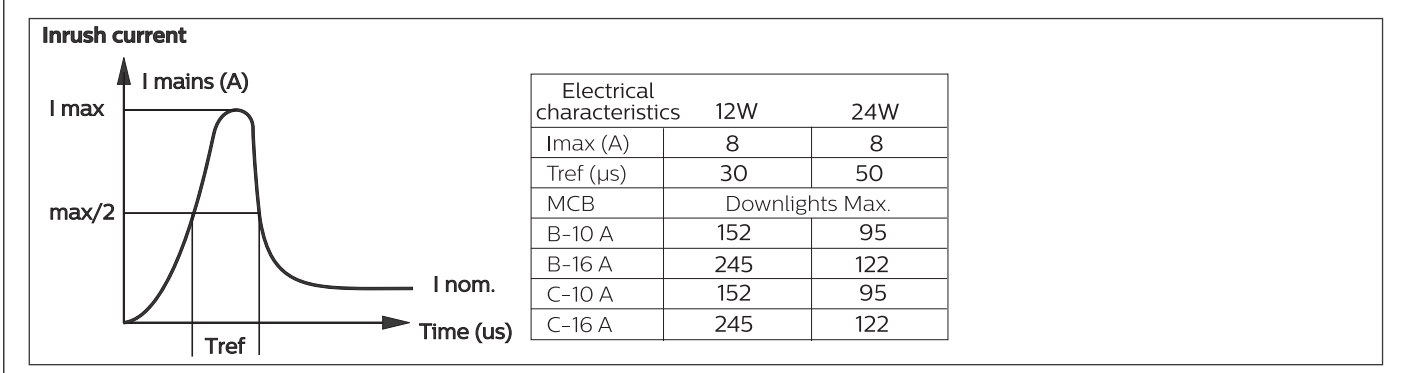 Inrush current
I mains (A)
I max
max/2
I nom.
Time (us)
Tref
Electrical
characteristics 12W 24W
Imax (A) 8 8
Tref (µs) 30 50
MCB Downlights Max.
B-10 A 152 95
B-16 A 245 122
C-10 A 152 95
C-16 A 245 122